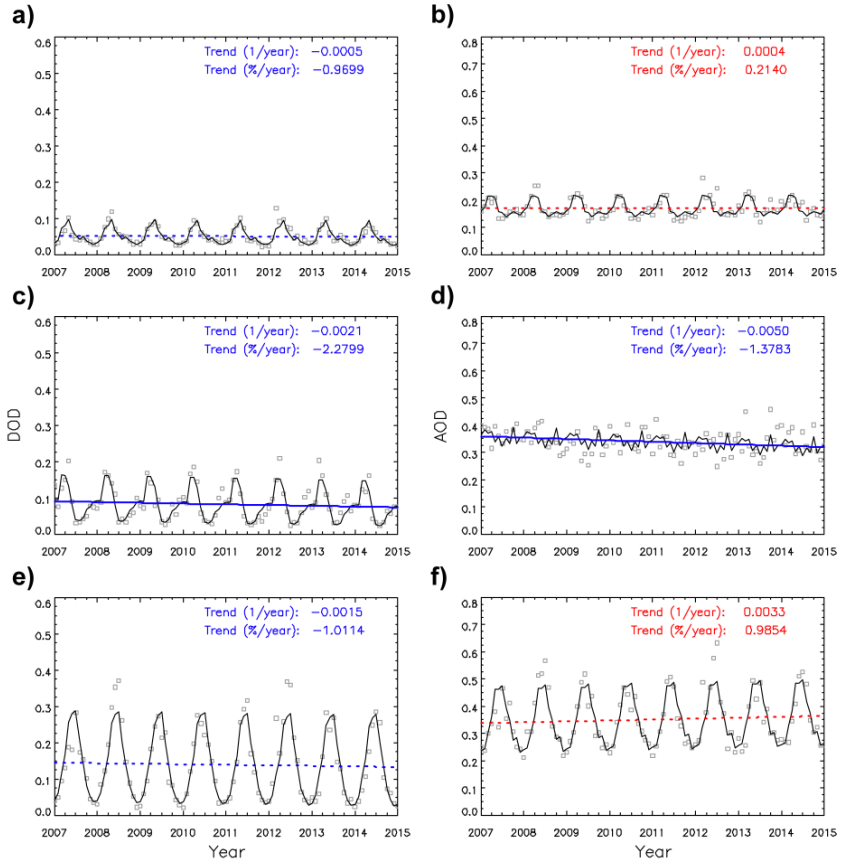 a)
Trend (1/year): −0.0005
Trend (%/year): −0.9699
0.6
0.5
0.4
0.3
0.2
0.1
0.0
2007 2008 2009 2010 2011 2012 2013 2014 2015
b)
Trend (1/year): 0.0004
Trend (%/year): 0.2140
0.8
0.7
0.6
0.5
0.4
0.3
0.2
0.1
0.0
2007 2008 2009 2010 2011 2012 2013 2014 2015
c)
Trend (1/year): −0.0021
Trend (%/year): −2.2799
DOD
0.6
0.5
0.4
0.3
0.2
0.1
0.0
2007 2008 2009 2010 2011 2012 2013 2014 2015
d)
Trend (1/year): −0.0050
Trend (%/year): −1.3783
AOD
0.8
0.7
0.6
0.5
0.4
0.3
0.2
0.1
0.0
2007 2008 2009 2010 2011 2012 2013 2014 2015
e)
Trend (1/year): −0.0015
Trend (%/year): −1.0114
0.6
0.5
0.4
0.3
0.2
0.1
0.0
2007 2008 2009 2010 2011 2012 2013 2014 2015
Year
f)
Trend (1/year): 0.0033
Trend (%/year): 0.9854
0.8
0.7
0.6
0.5
0.4
0.3
0.2
0.1
0.0
2007 2008 2009 2010 2011 2012 2013 2014 2015
Year